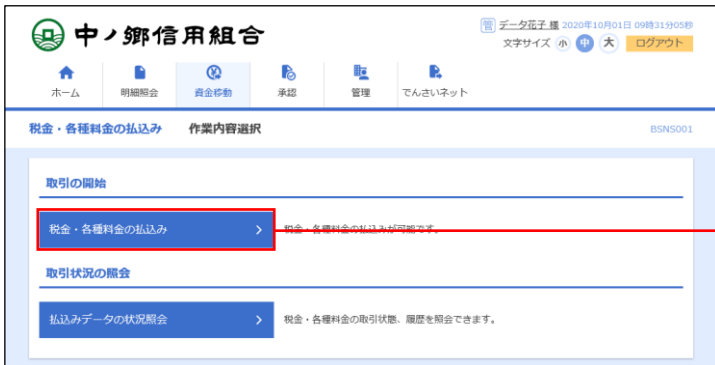 中ノ郷信用組合
管 データ花子 様 2020年10月01日 09時31分05秒
文字サイズ 小 中 大 ログアウト
ホーム 明細照会 資金移動 承認 管理 でんさいネット
税金・各種料金の払込み 作業内容選択 BSNS001
取引の開始
税金・各種料金の払込み 税金・各種料金の払込みが可能です。
取引状況の照会
払込みデータの状況照会 税金・各種料金の取引状態、履歴を照会できます。